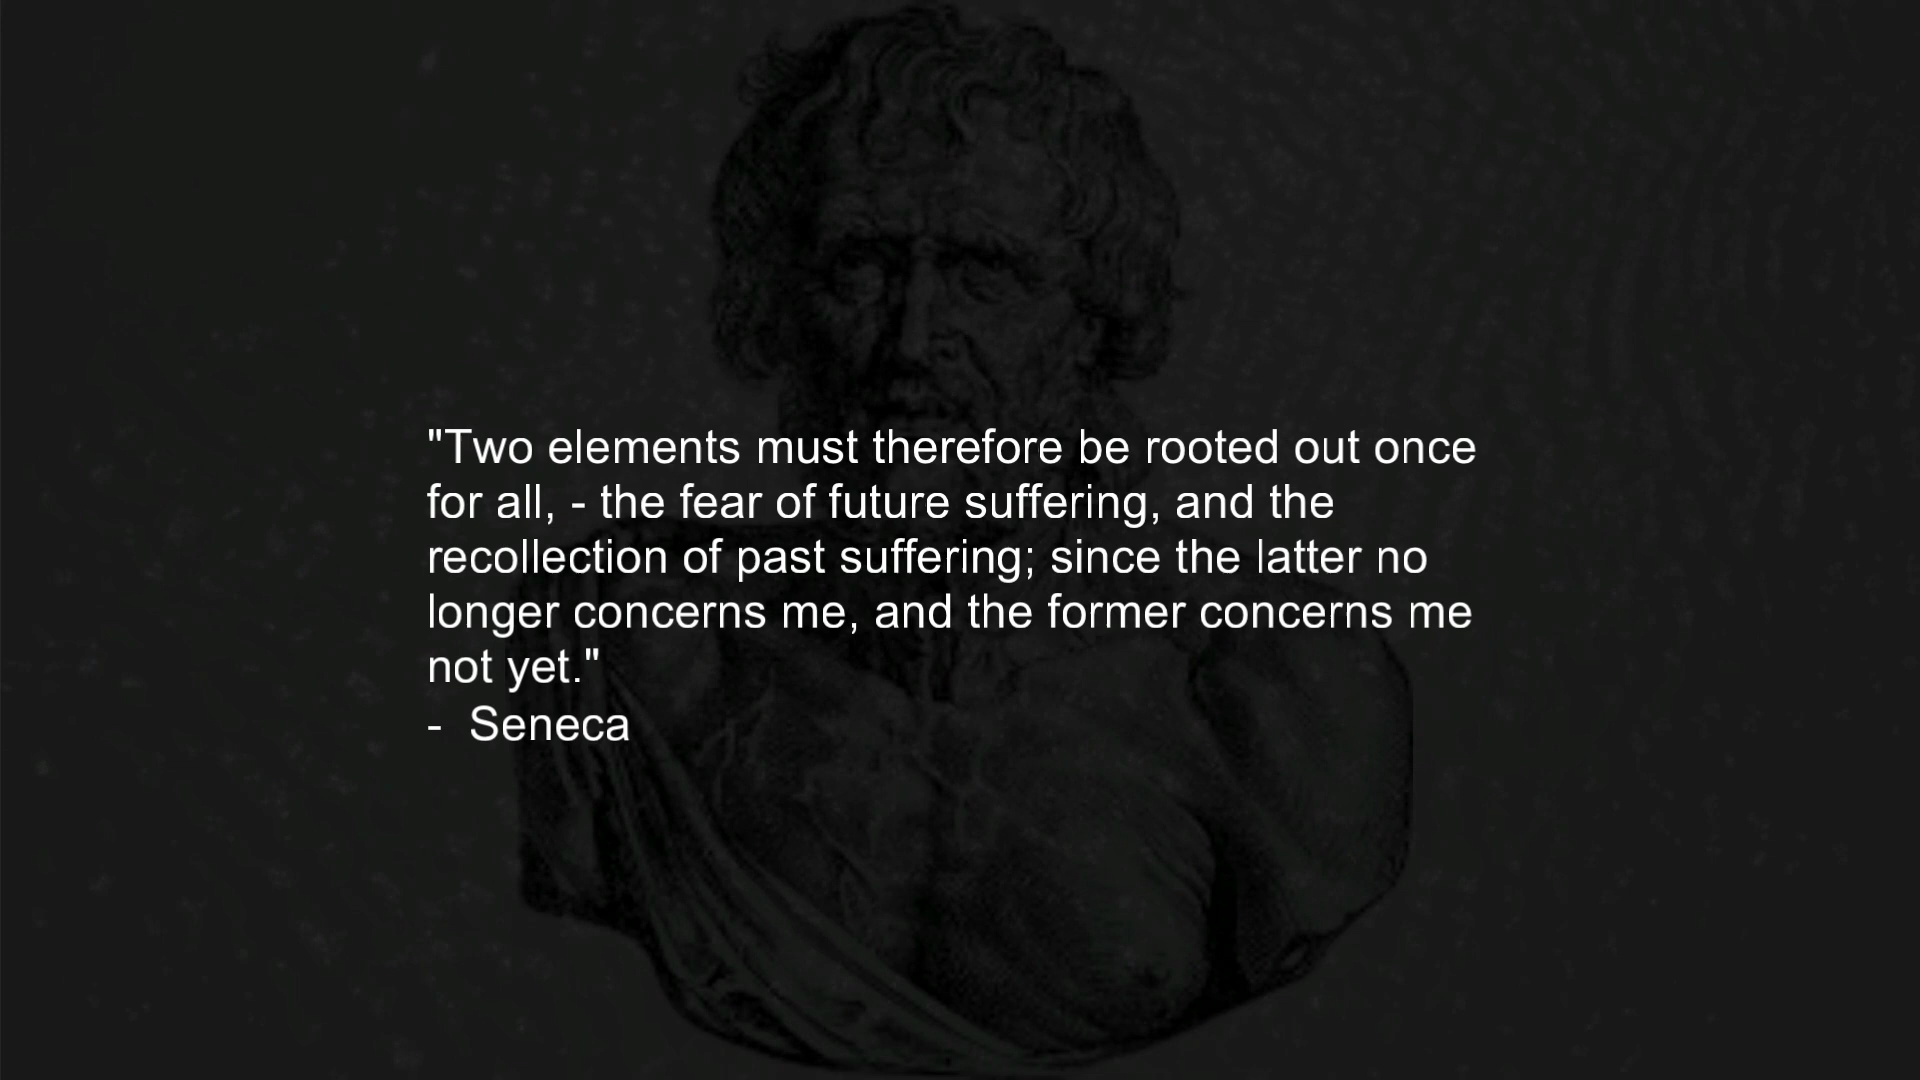 "Two elements must therefore be rooted out once
for all, - the fear of future suffering, and the
recollection of past suffering; since the latter no
longer concerns me, and the former concerns me
not yet."
-  Seneca